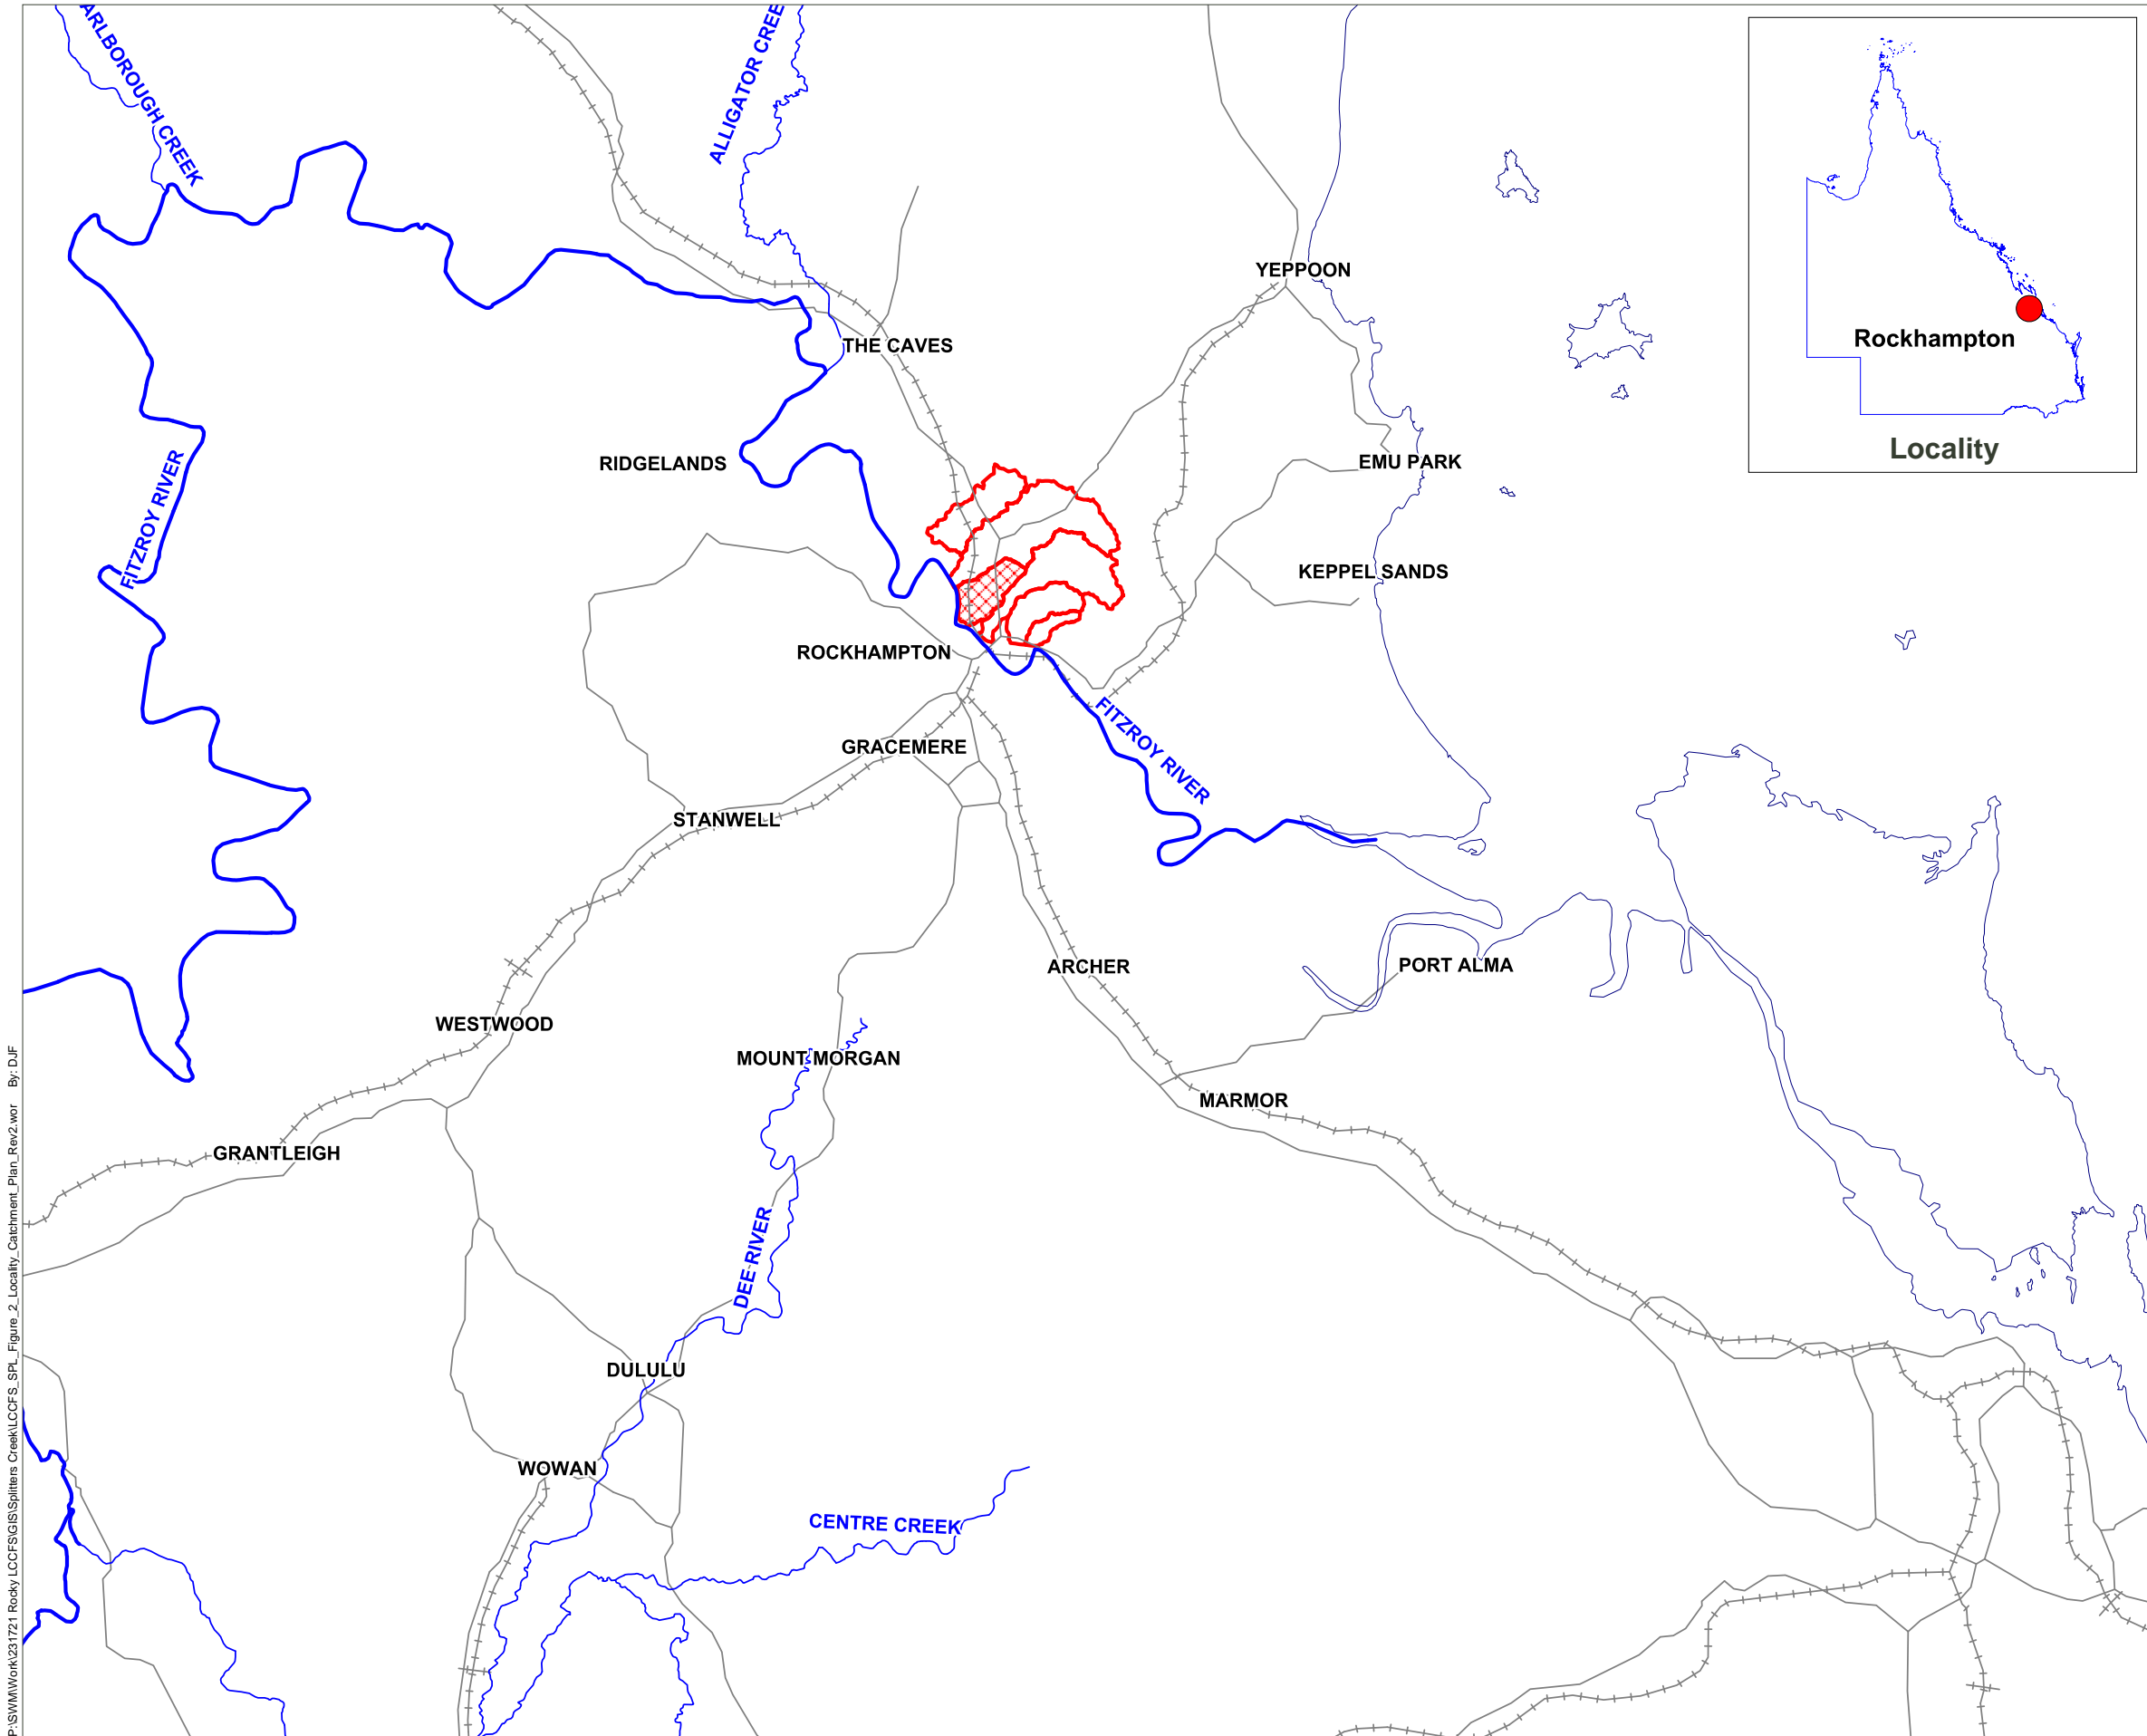 ARLBOROUGH CREEK
ALLIGATOR CREE
YEPPOON
THE CAVES
Rockhampton
Locality
RIDGELANDS
EMU PARK
FITZROY RIVER
KEPPEL SANDS
ROCKHAMPTON
GRACEMERE
FITZROY RIVER
STANWELL
ARCHER
PORT ALMA
WESTWOOD
MOUNT MORGAN
MARMOR
GRANTLEIGH
DEE RIVER
DULULU
WOWAN
CENTRE CREEK
P:\SWM\Work\231721 Rocky LCCFS\GIS\Splitters Creek\LCCFS_SPL_Figure_2_Locality_Catchment_Plan_Rev2.wor By: DJF